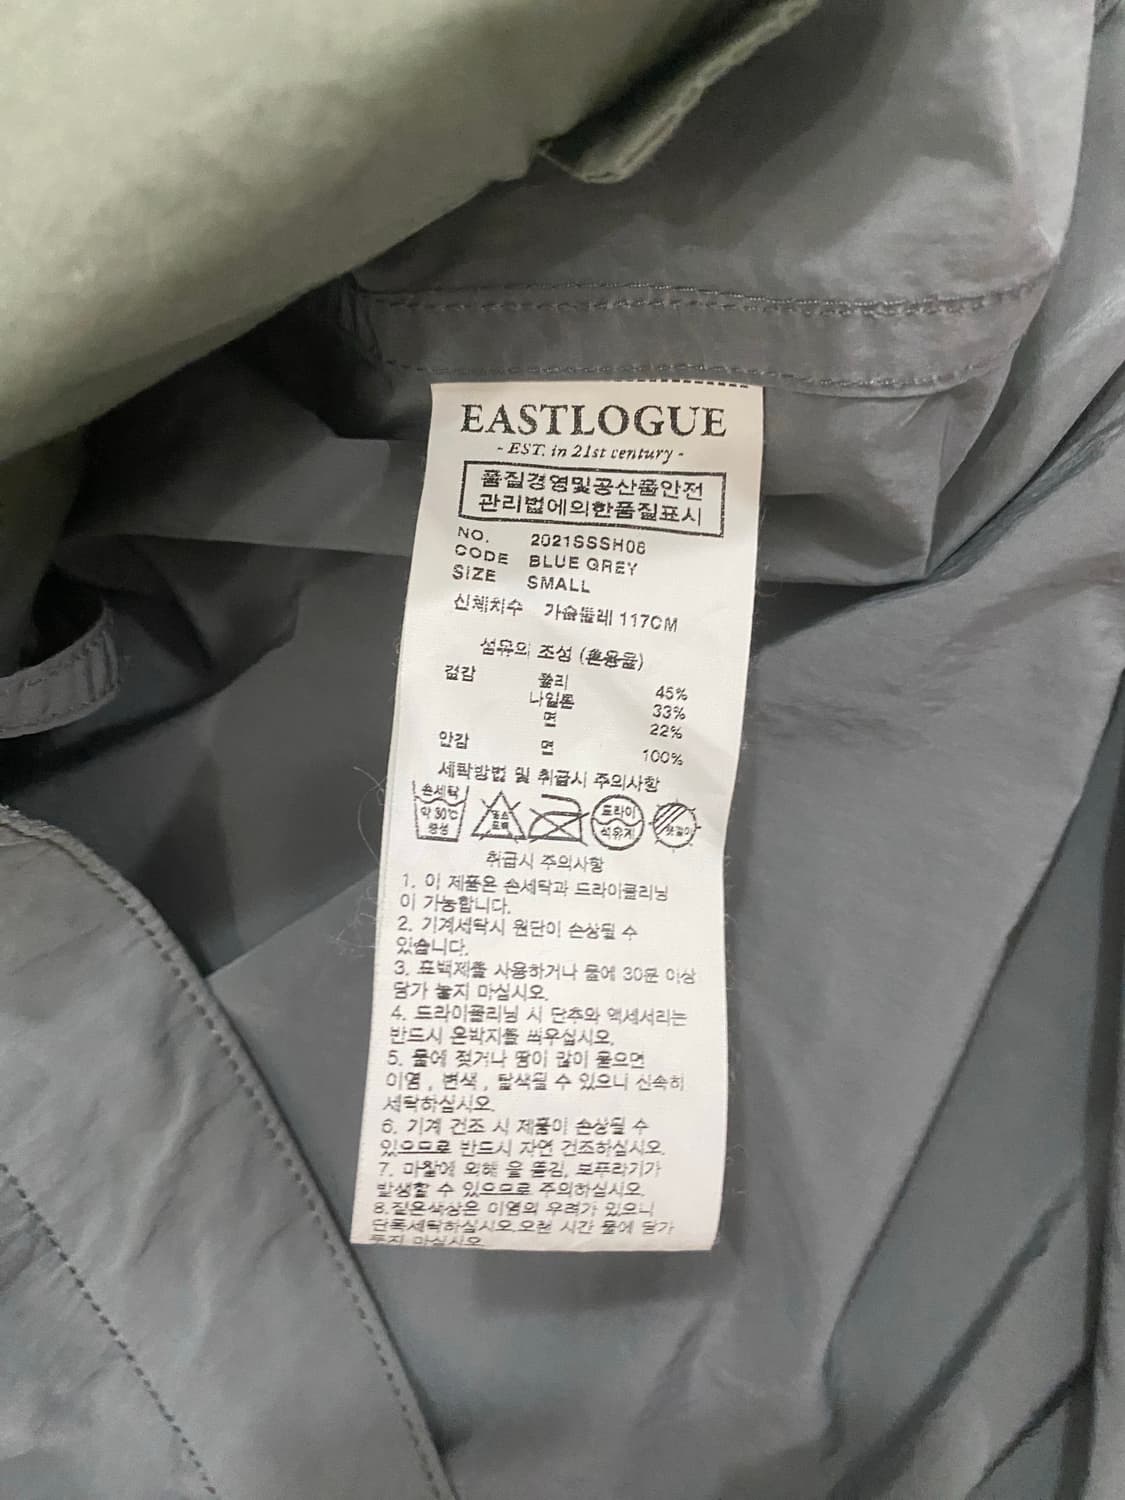 EASTLOGUE
- EST. in 21st century -
품질경영및공산품안전
관리법에의한품질표시
NO. 2021SSSH06
CODE BLUE GREY
SIZE SMALL
신체치수 가슴둘레 117CM
섬유의 조성 (혼용율)
겉감 폴리 45%
나일론 33%
면 22%
안감 면 100%
세탁방법 및 취급시 주의사항
손세탁
약 30℃
중성
염소
표백
드라이
석유계
옷걸이
취급시 주의사항
1. 이 제품은 손세탁과 드라이클리닝
이 가능합니다.
2. 기계세탁시 원단이 손상될 수
있습니다.
3. 표백제를 사용하거나 물에 30분 이상
담가 놓지 마십시오.
4. 드라이클리닝 시 단추와 액세서리는
반드시 은박지를 씌우십시오.
5. 물에 젖거나 땀이 많이 묻으면
이염 , 변색 , 탈색될 수 있으니 신속히
세탁하십시오.
6. 기계 건조 시 제품이 손상될 수
있으므로 반드시 자연 건조하십시오.
7. 마찰에 의해 올 뜯김, 보푸라기가
발생할 수 있으므로 주의하십시오.
8.짙은색상은 이염의 우려가 있으니
단독세탁하십시오.오랜 시간 물에 담가
두지 마십시오.